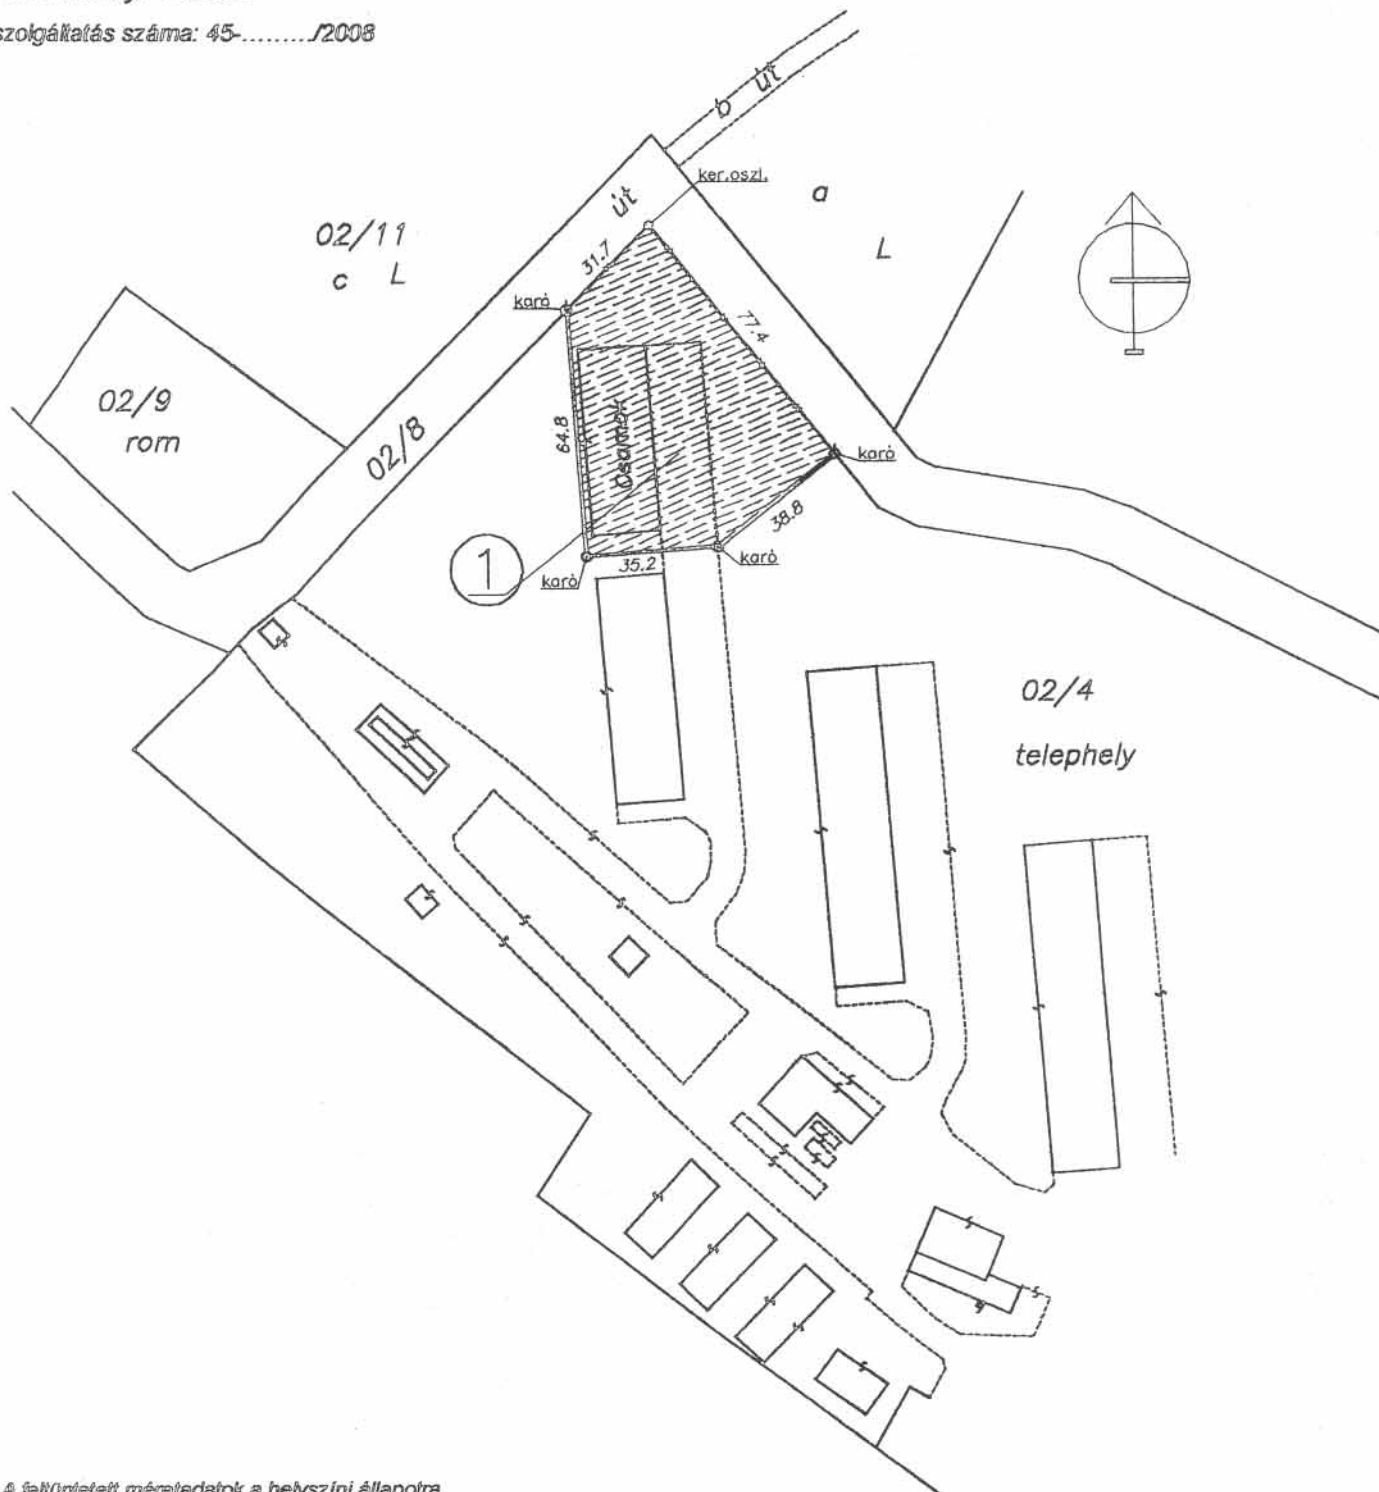 szolgáltatás száma: 45-........./2008
b út
ker.oszl.
a
út
02/11
c L
L
31.7
karó
77.4
02/9
rom
02/8
64.8
Csarnok
karó
38.8
1
35.2
karó
karó
02/4
telephely
A feltüntetett méretadatok a helyszíni állapotra